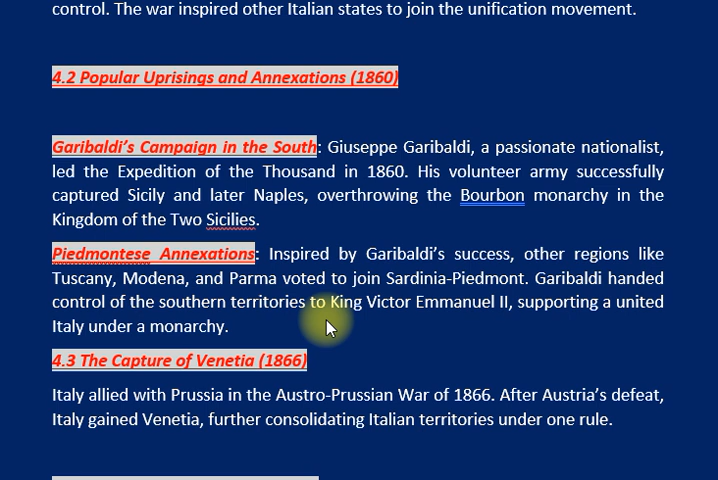 control. The war inspired other Italian states to join the unification movement.
4.2 Popular Uprisings and Annexations (1860)
Garibaldi’s Campaign in the South: Giuseppe Garibaldi, a passionate nationalist,
led the Expedition of the Thousand in 1860. His volunteer army successfully
captured Sicily and later Naples, overthrowing the Bourbon monarchy in the
Kingdom of the Two Sicilies.
Piedmontese Annexations: Inspired by Garibaldi’s success, other regions like
Tuscany, Modena, and Parma voted to join Sardinia-Piedmont. Garibaldi handed
control of the southern territories to King Victor Emmanuel II, supporting a united
Italy under a monarchy.
4.3 The Capture of Venetia (1866)
Italy allied with Prussia in the Austro-Prussian War of 1866. After Austria’s defeat,
Italy gained Venetia, further consolidating Italian territories under one rule.